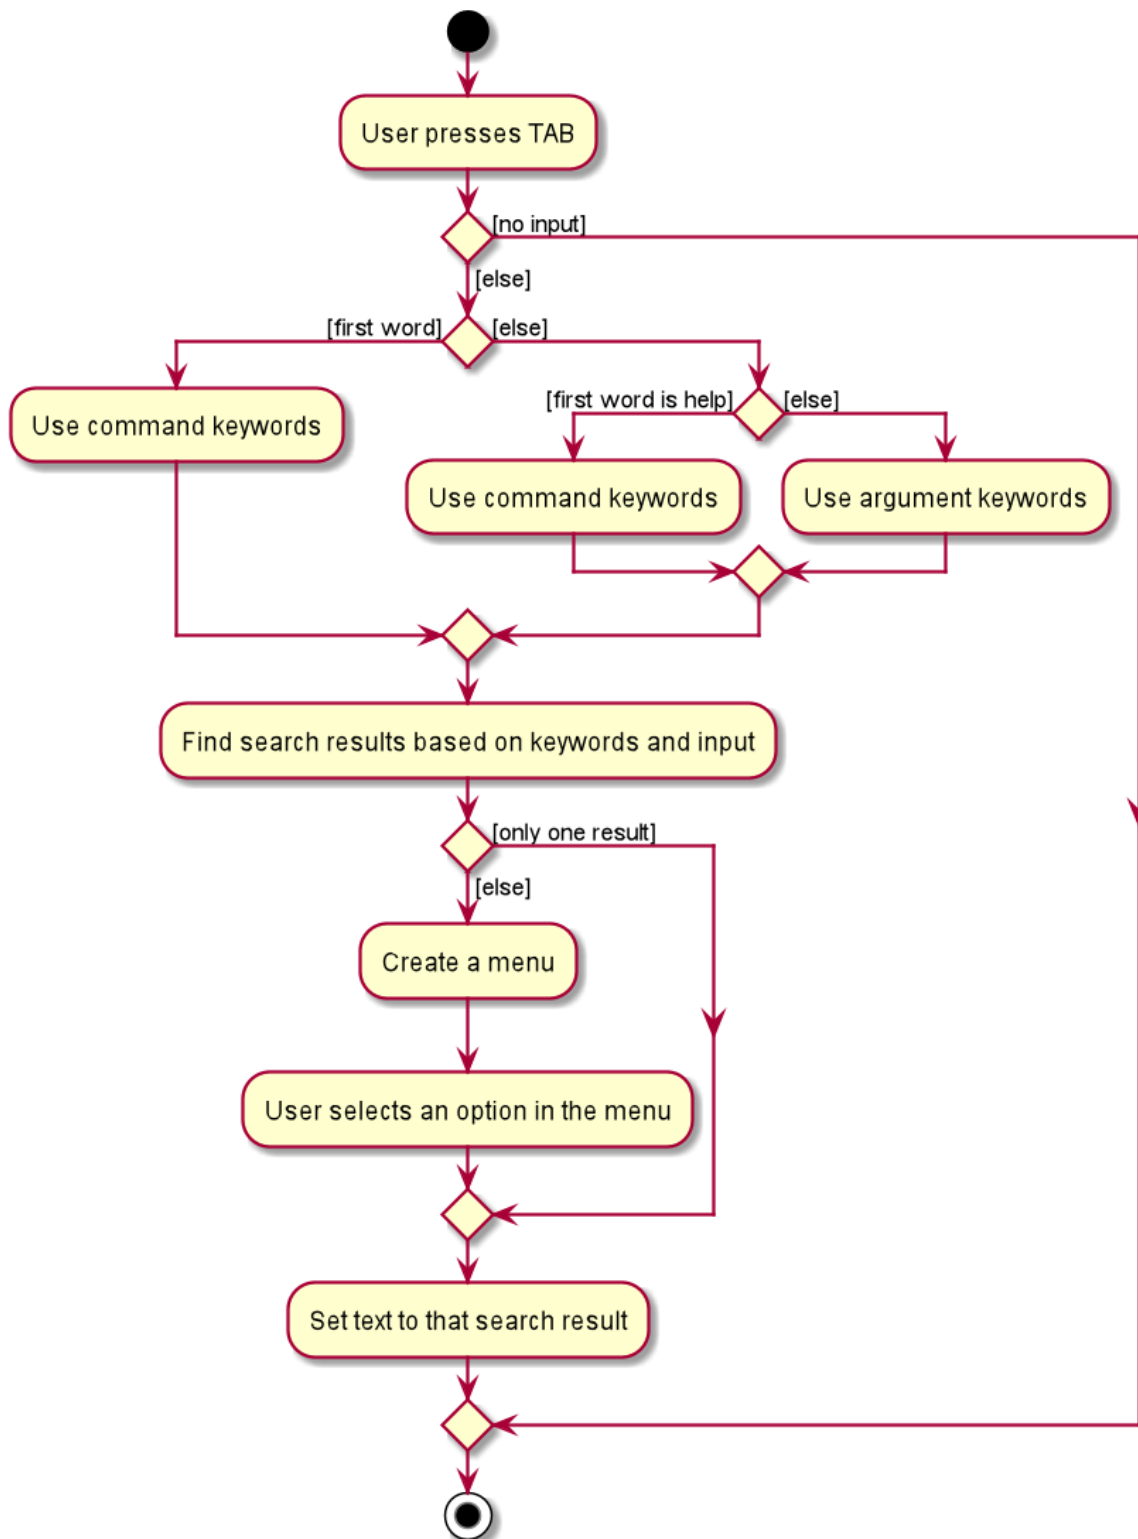 User presses TAB
[no input]
[else]
[first word]
[else]
[first word is help]
[else]
Use command keywords
Use command keywords
Use argument keywords
Find search results based on keywords and input
[only one result]
[else]
Create a menu
User selects an option in the menu
Set text to that search result